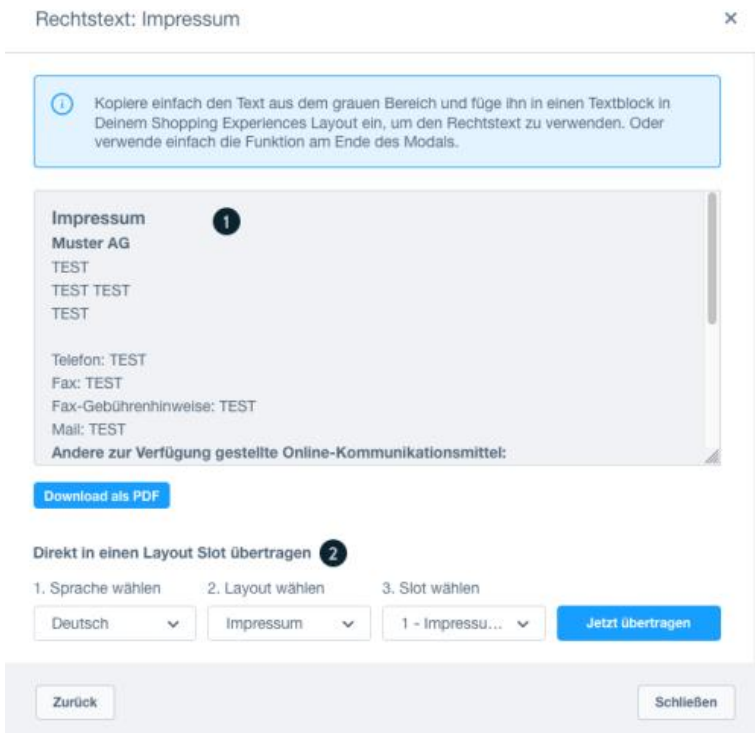 Rechtstext: Impressum
Kopiere einfach den Text aus dem grauen Bereich und füge ihn in einen Textblock in
Deinem Shopping Experiences Layout ein, um den Rechtstext zu verwenden. Oder
verwende einfach die Funktion am Ende des Modals.
Impressum 1
Muster AG
TEST
TEST TEST
TEST
Telefon: TEST
Fax: TEST
Fax-Gebührenhinweise: TEST
Mail: TEST
Andere zur Verfügung gestellte Online-Kommunikationsmittel:
Download als PDF
Direkt in einen Layout Slot übertragen 2
1. Sprache wählen 2. Layout wählen 3. Slot wählen
Deutsch Impressum 1 - Impressu... Jetzt übertragen
Zurück Schließen